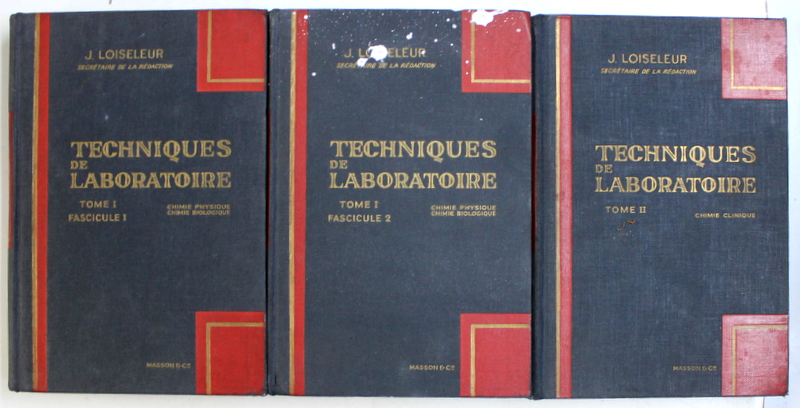 J. LOISELEUR
SECRÉTAIRE DE LA RÉDACTION
TECHNIQUES
DE
LABORATOIRE
TOME I
FASCICULE 1
CHIMIE PHYSIQUE
CHIMIE BIOLOGIQUE
MASSON & Cie
J. LOISELEUR
SECRÉTAIRE DE LA RÉDACTION
TECHNIQUES
DE
LABORATOIRE
TOME I
FASCICULE 2
CHIMIE PHYSIQUE
CHIMIE BIOLOGIQUE
MASSON & Cie
J. LOISELEUR
SECRÉTAIRE DE LA RÉDACTION
TECHNIQUES
DE
LABORATOIRE
TOME II
CHIMIE CLINIQUE
MASSON & Cie